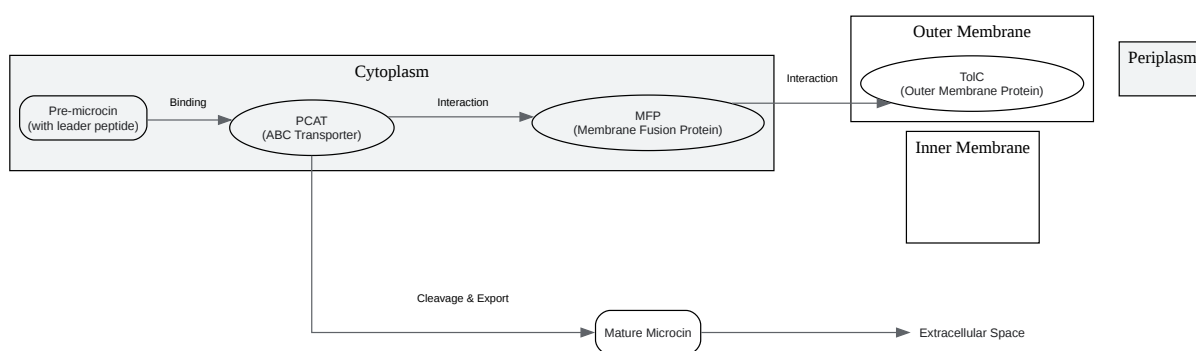 Outer Membrane
Periplasm
Cytoplasm
TolC
(Outer Membrane Protein)
Interaction
Binding
Interaction
Pre-microcin
(with leader peptide)
PCAT
(ABC Transporter)
MFP
(Membrane Fusion Protein)
Inner Membrane
Cleavage & Export
Mature Microcin
Extracellular Space